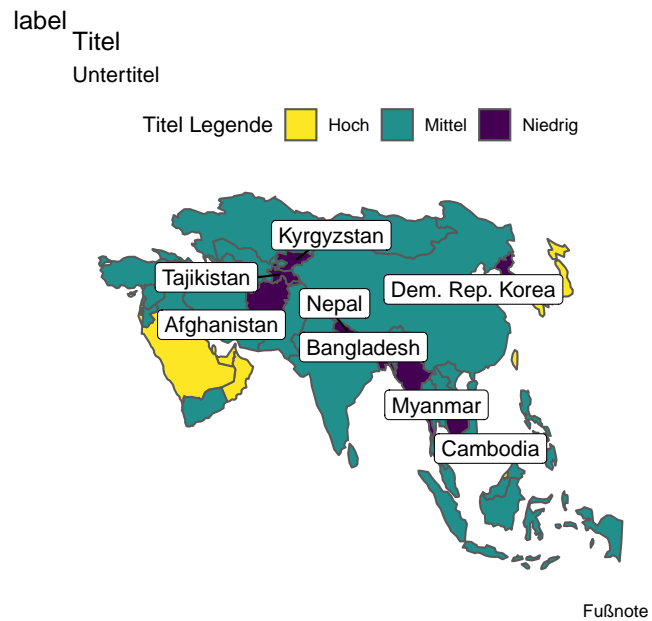 label
Titel
Untertitel
Titel Legende Hoch Mittel Niedrig
Kyrgyzstan
Tajikistan
Dem. Rep. Korea
Nepal
Afghanistan
Bangladesh
Myanmar
Cambodia
Fußnote